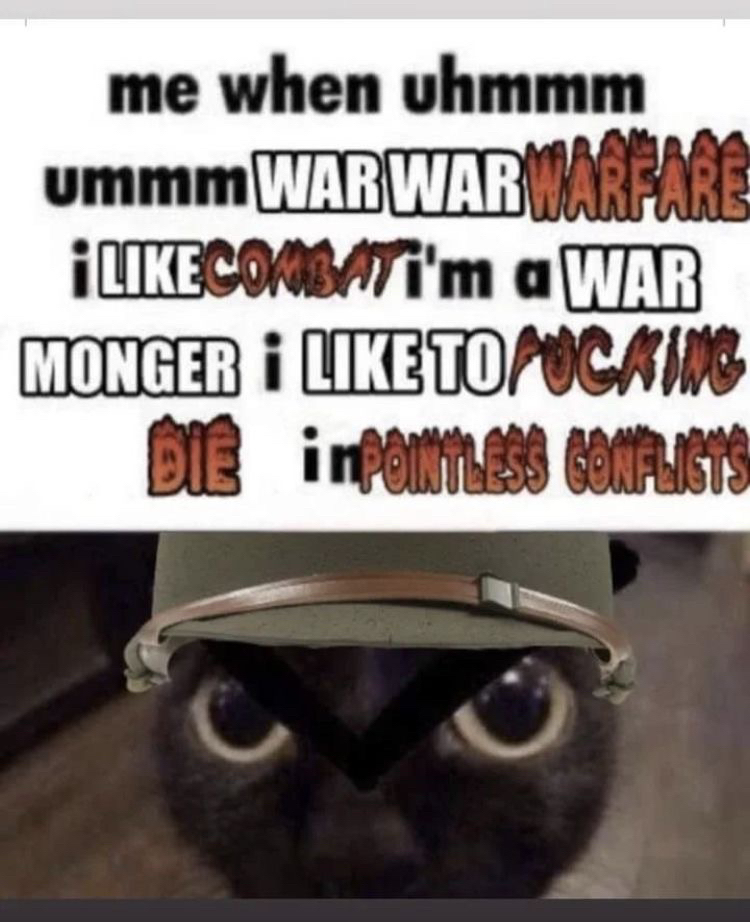 me when uhmmm
ummm WAR WAR WARFARE
i LIKE COMBAT i'm a WAR
MONGER i LIKE TO FUCKING
DIE in POINTLESS CONFLICTS